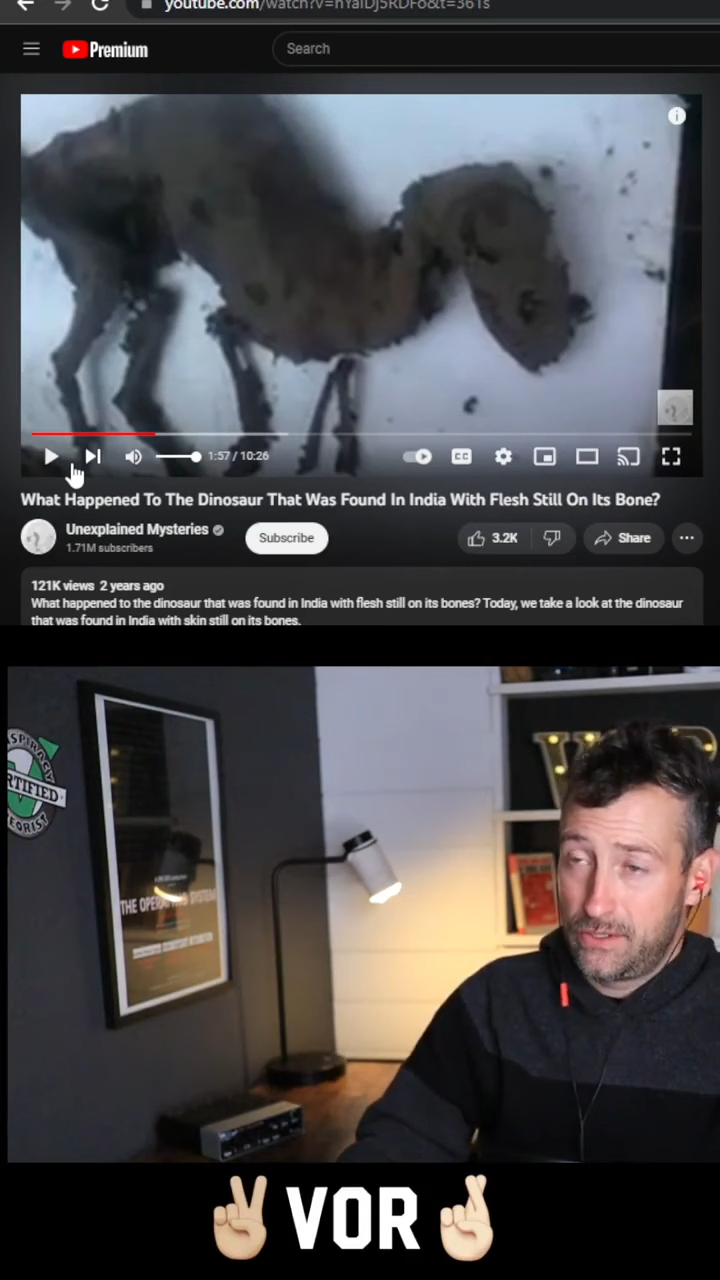 youtube.com/watch?v=hYaiDj5RDFo&t=361s
Premium
Search
1:57 / 10:26
CC
What Happened To The Dinosaur That Was Found In India With Flesh Still On Its Bone?
Unexplained Mysteries
1.71M subscribers
Subscribe
3.2K
Share
121K views 2 years ago
What happened to the dinosaur that was found in India with flesh still on its bones? Today, we take a look at the dinosaur
that was found in India with skin still on its bones.
THE OPERATING SYSTEM
VOR